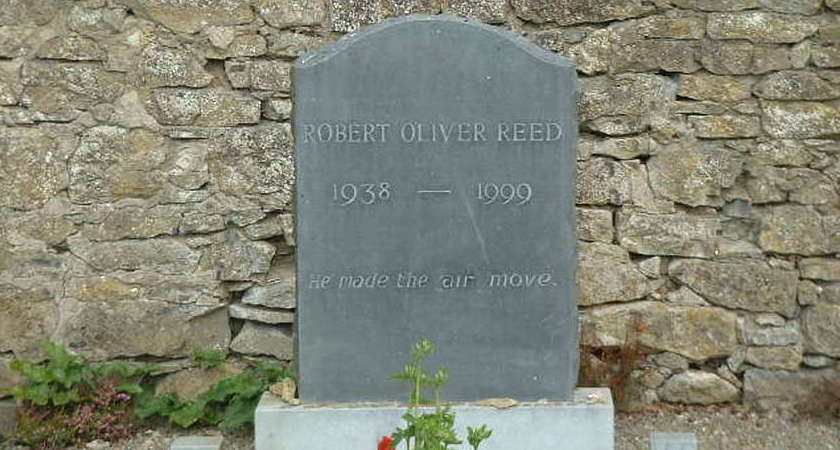 ROBERT OLIVER REED
1938 — 1999
He made the air move.